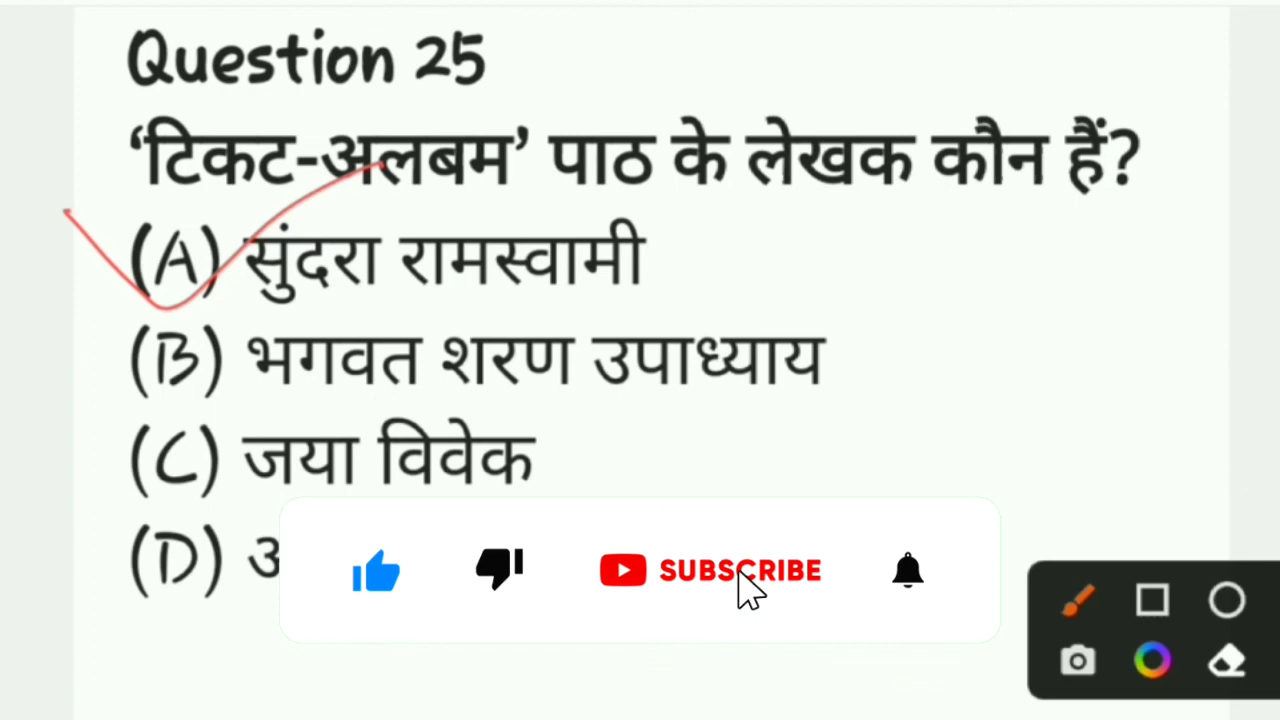 Question 25
‘टिकट-अलबम’ पाठ के लेखक कौन हैं?
(A) सुंदरा रामस्वामी
(B) भगवत शरण उपाध्याय
(C) जया विवेक
(D)
SUBSCRIBE